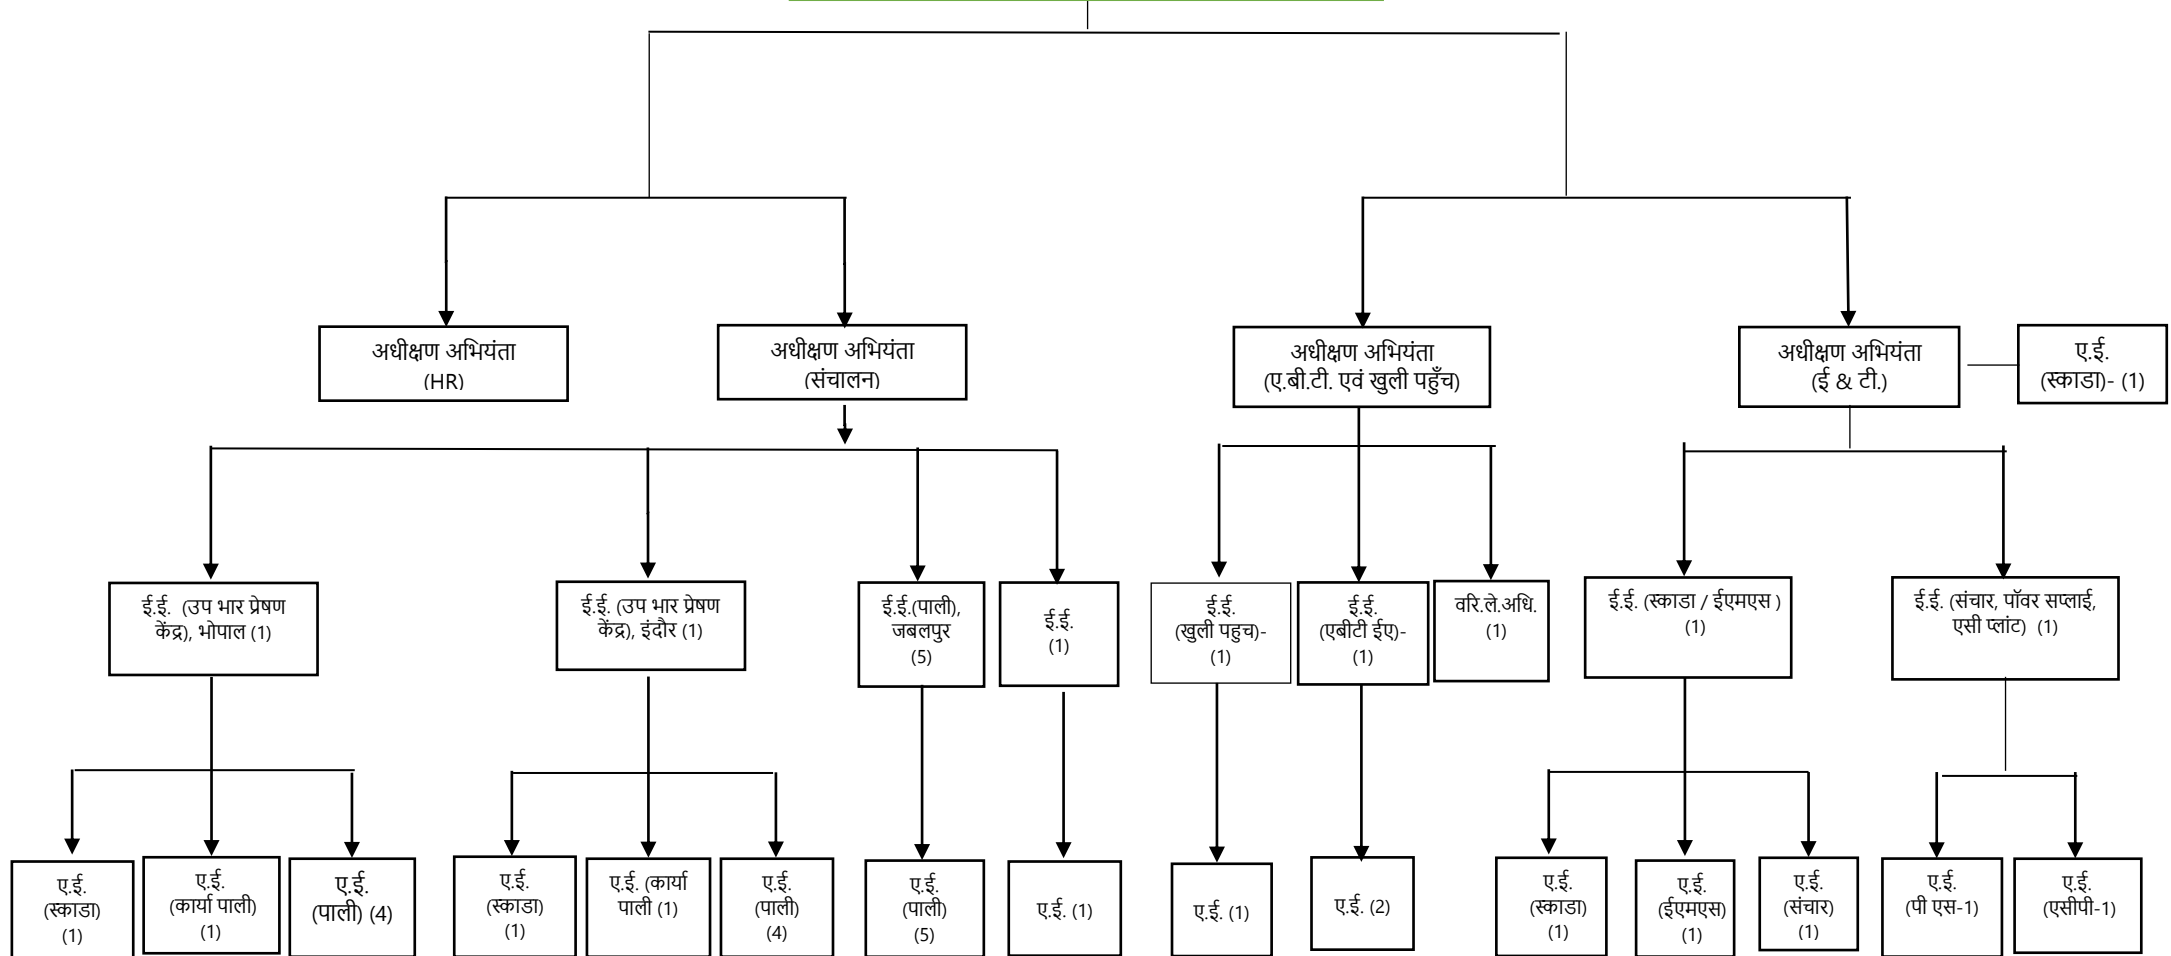 अधीक्षण अभियंता
(HR)
अधीक्षण अभियंता
(संचालन)
अधीक्षण अभियंता
(ए.बी.टी. एवं खुली पहुँच)
अधीक्षण अभियंता
(ई & टी.)
ए.ई.
(स्काडा)- (1)
ई.ई. (उप भार प्रेषण
केंद्र), भोपाल (1)
ई.ई. (उप भार प्रेषण
केंद्र), इंदौर (1)
ई.ई.(पाली),
जबलपुर
(5)
ई.ई.
(1)
ई.ई.
(खुली पहुच)-
(1)
ई.ई.
(एबीटी ईए)-
(1)
वरि.ले.अधि.
(1)
ई.ई. (स्काडा / ईएमएस )
(1)
ई.ई. (संचार, पॉवर सप्लाई,
एसी प्लांट) (1)
ए.ई.
(स्काडा)
(1)
ए.ई.
(कार्या पाली)
(1)
ए.ई.
(पाली) (4)
ए.ई.
(स्काडा)
(1)
ए.ई. (कार्या
पाली (1)
ए.ई.
(पाली)
(4)
ए.ई.
(पाली)
(5)
ए.ई. (1)
ए.ई. (1)
ए.ई. (2)
ए.ई.
(स्काडा)
(1)
ए.ई.
(ईएमएस)
(1)
ए.ई.
(संचार)
(1)
ए.ई.
(पी एस-1)
ए.ई.
(एसीपी-1)